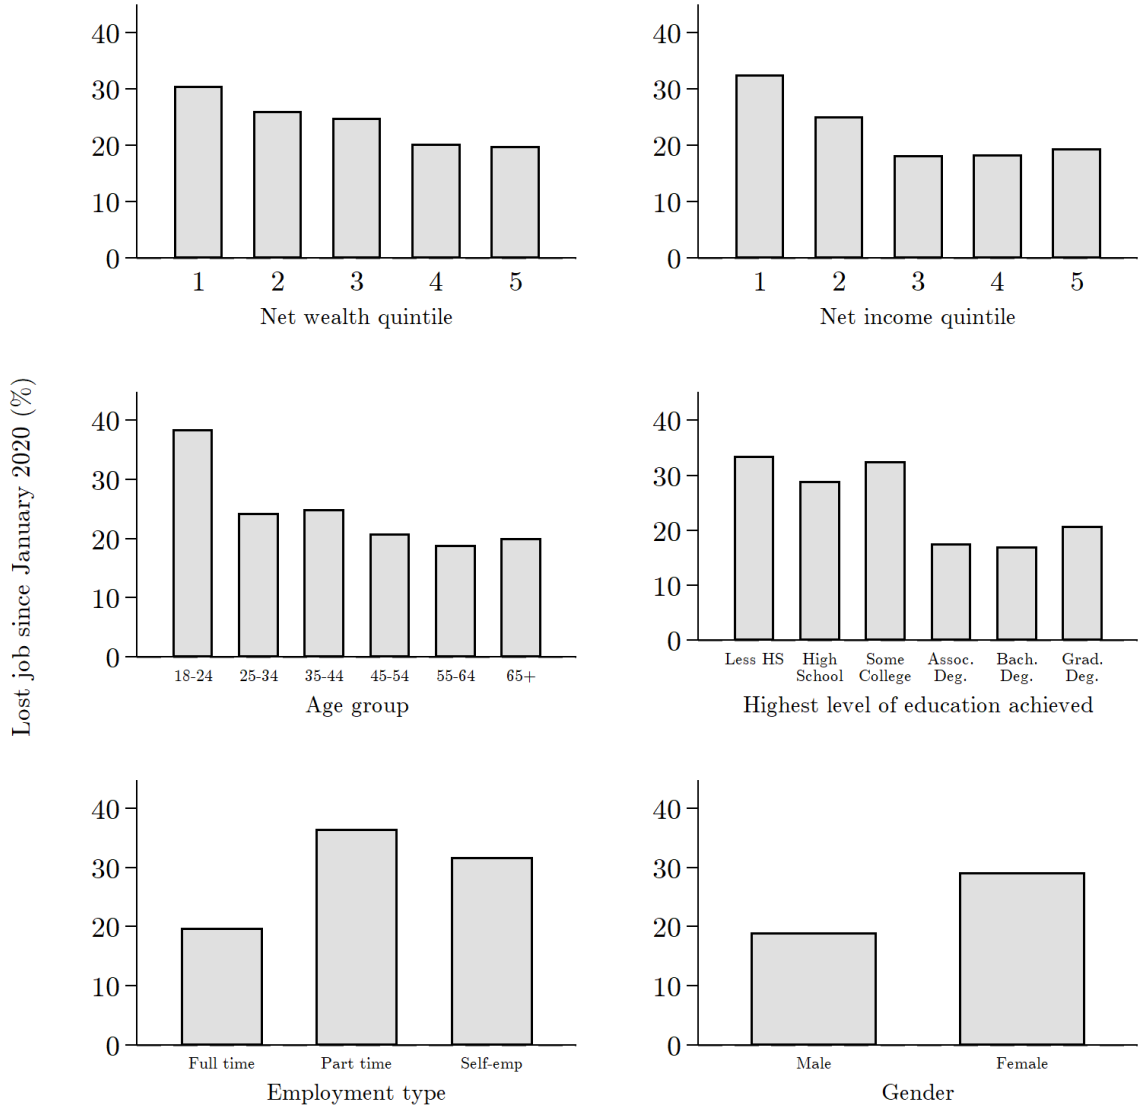 Lost job since January 2020 (%)
40
30
20
10
0
1 2 3 4 5
Net wealth quintile
40
30
20
10
0
1 2 3 4 5
Net income quintile
40
30
20
10
0
18-24 25-34 35-44 45-54 55-64 65+
Age group
40
30
20
10
0
Less HS High Some Assoc. Bach. Grad.
School College Deg. Deg. Deg.
Highest level of education achieved
40
30
20
10
0
Full time Part time Self-emp
Employment type
40
30
20
10
0
Male Female
Gender